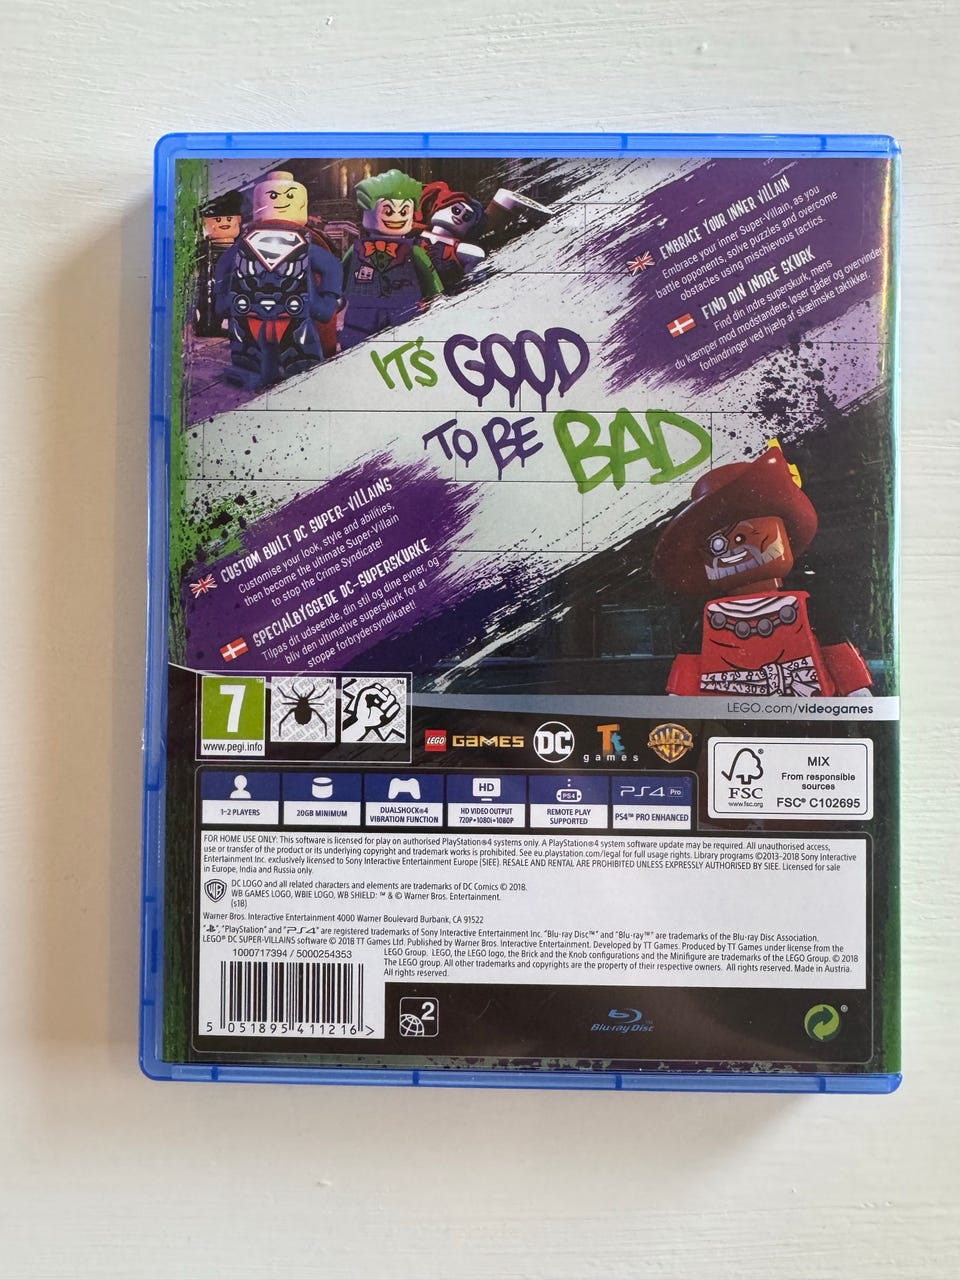 EMBRACE YOUR INNER VILLAIN
Embrace your inner Super-Villain, as you
battle opponents, solve puzzles and overcome
obstacles using mischievous tactics.
FIND DIN INDRE SKURK
Find din indre superskurk, mens
du kæmper mod modstandere, løser gåder og overvinder
forhindringer ved hjælp af skælmske taktikker.
IT'S GOOD
TO BE BAD
CUSTOM BUILT DC SUPER-VILLAINS
Customise your look, style and abilities,
then become the ultimate Super-Villain
to stop the Crime Syndicate!
SPECIALBYGGEDE DC-SUPERSKURKE
Tilpas dit udseende, din stil og dine evner, og
bliv den ultimative superskurk for at
stoppe forbrydersyndikatet!
LEGO.com/videogames
7
www.pegi.info
LEGO GAMES DC Tt games WB
FSC
www.fsc.org
MIX
From responsible
sources
FSC® C102695
1-2 PLAYERS
20GB MINIMUM
DUALSHOCK®4
VIBRATION FUNCTION
HD
HD VIDEO OUTPUT
720P•1080i•1080P
PS4
REMOTE PLAY
SUPPORTED
PS4 Pro
PS4™ PRO ENHANCED
FOR HOME USE ONLY: This software is licensed for play on authorised PlayStation®4 systems only. A PlayStation®4 system software update may be required. All unauthorised access,
use or transfer of the product or its underlying copyright and trademark works is prohibited. See eu.playstation.com/legal for full usage rights. Library programs ©2013-2018 Sony Interactive
Entertainment Inc. exclusively licensed to Sony Interactive Entertainment Europe (SIEE). RESALE AND RENTAL ARE PROHIBITED UNLESS EXPRESSLY AUTHORISED BY SIEE. Licensed for sale
in Europe, India and Russia only.
DC LOGO and all related characters and elements are trademarks of DC Comics © 2018.
WB GAMES LOGO, WBIE LOGO, WB SHIELD: ™ & © Warner Bros. Entertainment.
(s18)
Warner Bros. Interactive Entertainment 4000 Warner Boulevard Burbank, CA 91522
"PlayStation" and "PS4" are registered trademarks of Sony Interactive Entertainment Inc. "Blu-ray Disc™" and "Blu-ray™" are trademarks of the Blu-ray Disc Association.
LEGO® DC SUPER-VILLAINS software © 2018 TT Games Ltd. Published by Warner Bros. Interactive Entertainment. Developed by TT Games. Produced by TT Games under license from the
LEGO Group. LEGO, the LEGO logo, the Brick and the Knob configurations and the Minifigure are trademarks of the LEGO Group. © 2018
The LEGO group. All other trademarks and copyrights are the property of their respective owners. All rights reserved. Made in Austria.
All rights reserved.
1000717394 / 5000254353
5 051895 411216 >
2
Blu-ray Disc